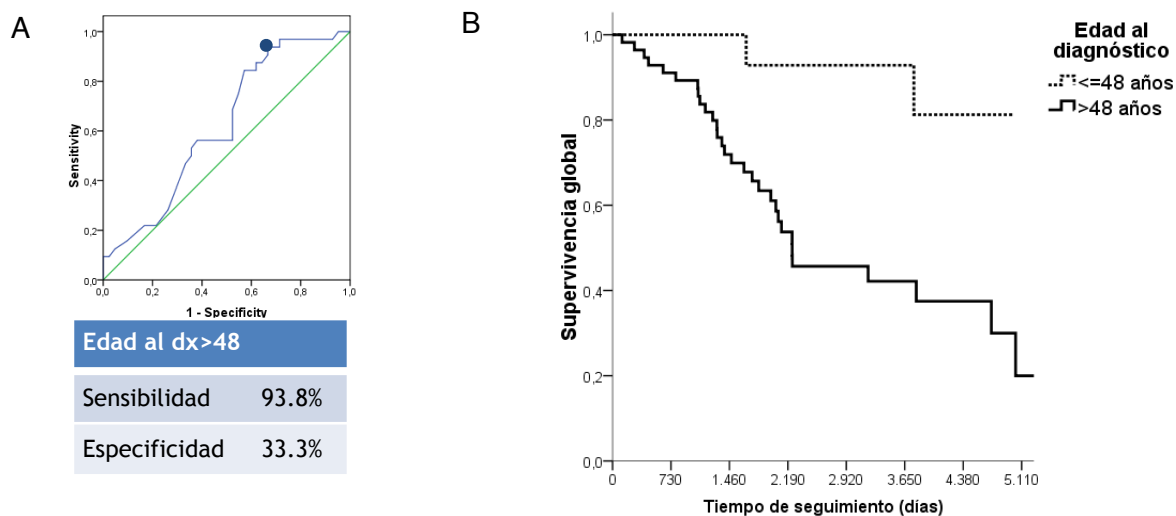 A
Sensitivity
1,0
0,8
0,6
0,4
0,2
0,0
0,0 0,2 0,4 0,6 0,8 1,0
1 - Specificity
Edad al dx>48
Sensibilidad 93.8%
Especificidad 33.3%
B
Supervivencia global
1,0
0,8
0,6
0,4
0,2
0,0
0 730 1.460 2.190 2.920 3.650 4.380 5.110
Tiempo de seguimiento (días)
Edad al
diagnóstico
<=48 años
>48 años